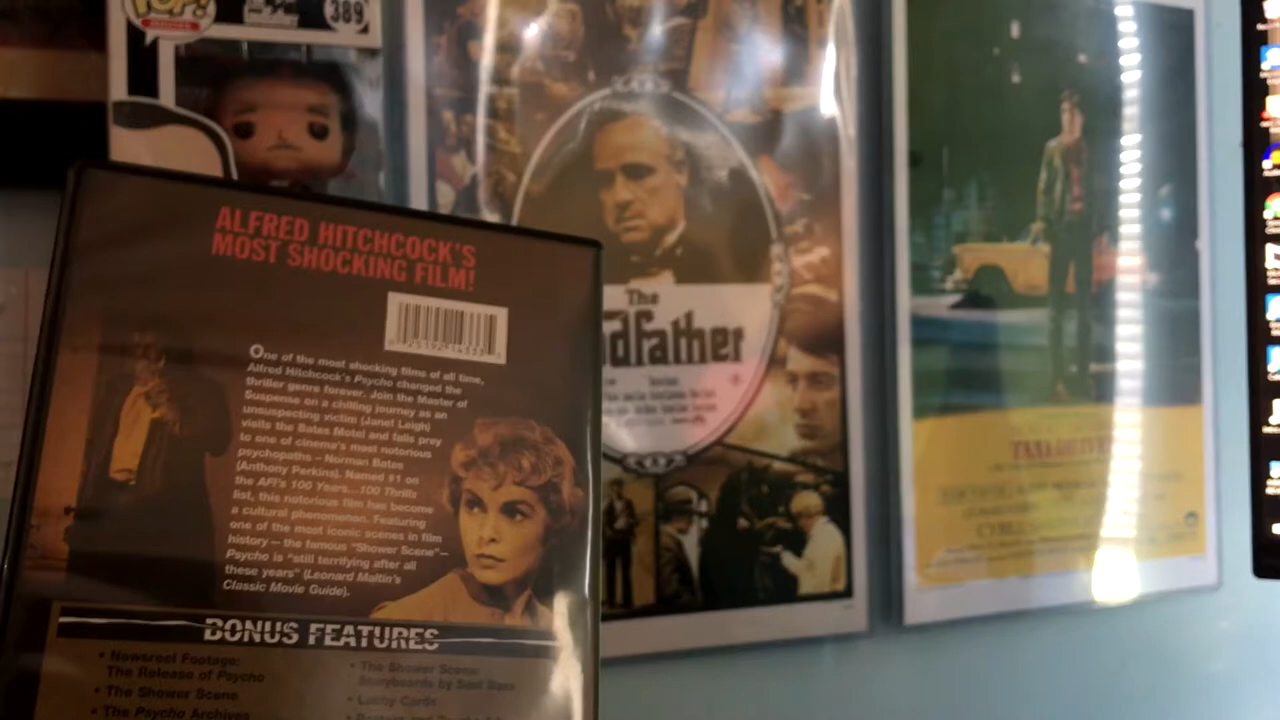 POP!
389
ALFRED HITCHCOCK'S
MOST SHOCKING FILM!
One of the most shocking films of all time,
Alfred Hitchcock's Psycho changed the
thriller genre forever. Join the Master of
Suspense on a chilling journey as an
unsuspecting victim (Janet Leigh)
visits the Bates Motel and falls prey
to one of cinema's most notorious
psychopaths – Norman Bates
(Anthony Perkins). Named #1 on
the AFI's 100 Years...100 Thrills
list, this notorious film has become
a cultural phenomenon. Featuring
one of the most iconic scenes in film
history – the famous "Shower Scene" –
Psycho is "still terrifying after all
these years" (Leonard Maltin's
Classic Movie Guide).
BONUS FEATURES
• Newsreel Footage:
The Release of Psycho
• The Shower Scene
• The Psycho Archives
• The Shower Scene:
Storyboards by Saul Bass
• Lobby Cards
The
dfather
TAXI DRIVER